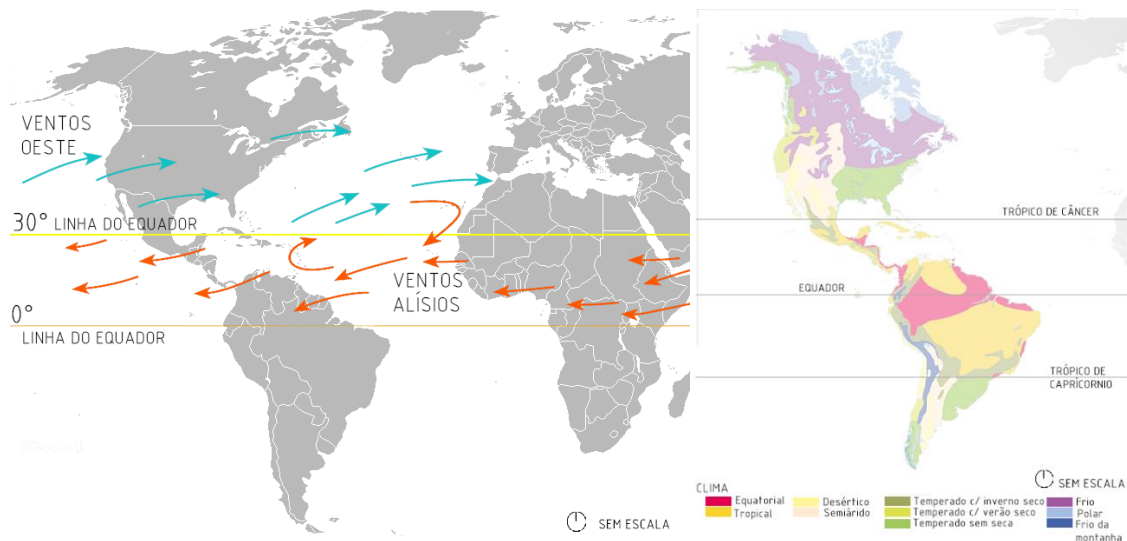 VENTOS
OESTE
30° LINHA DO EQUADOR
VENTOS
ALÍSIOS
0°
LINHA DO EQUADOR
SEM ESCALA
TRÓPICO DE CÂNCER
EQUADOR
TRÓPICO DE
CAPRÍCORNIO
SEM ESCALA
CLIMA
Equatorial
Tropical
Desértico
Semiárido
Temperado c/ inverno seco
Temperado c/ verão seco
Temperado sem seca
Frio
Polar
Frio da
montanha